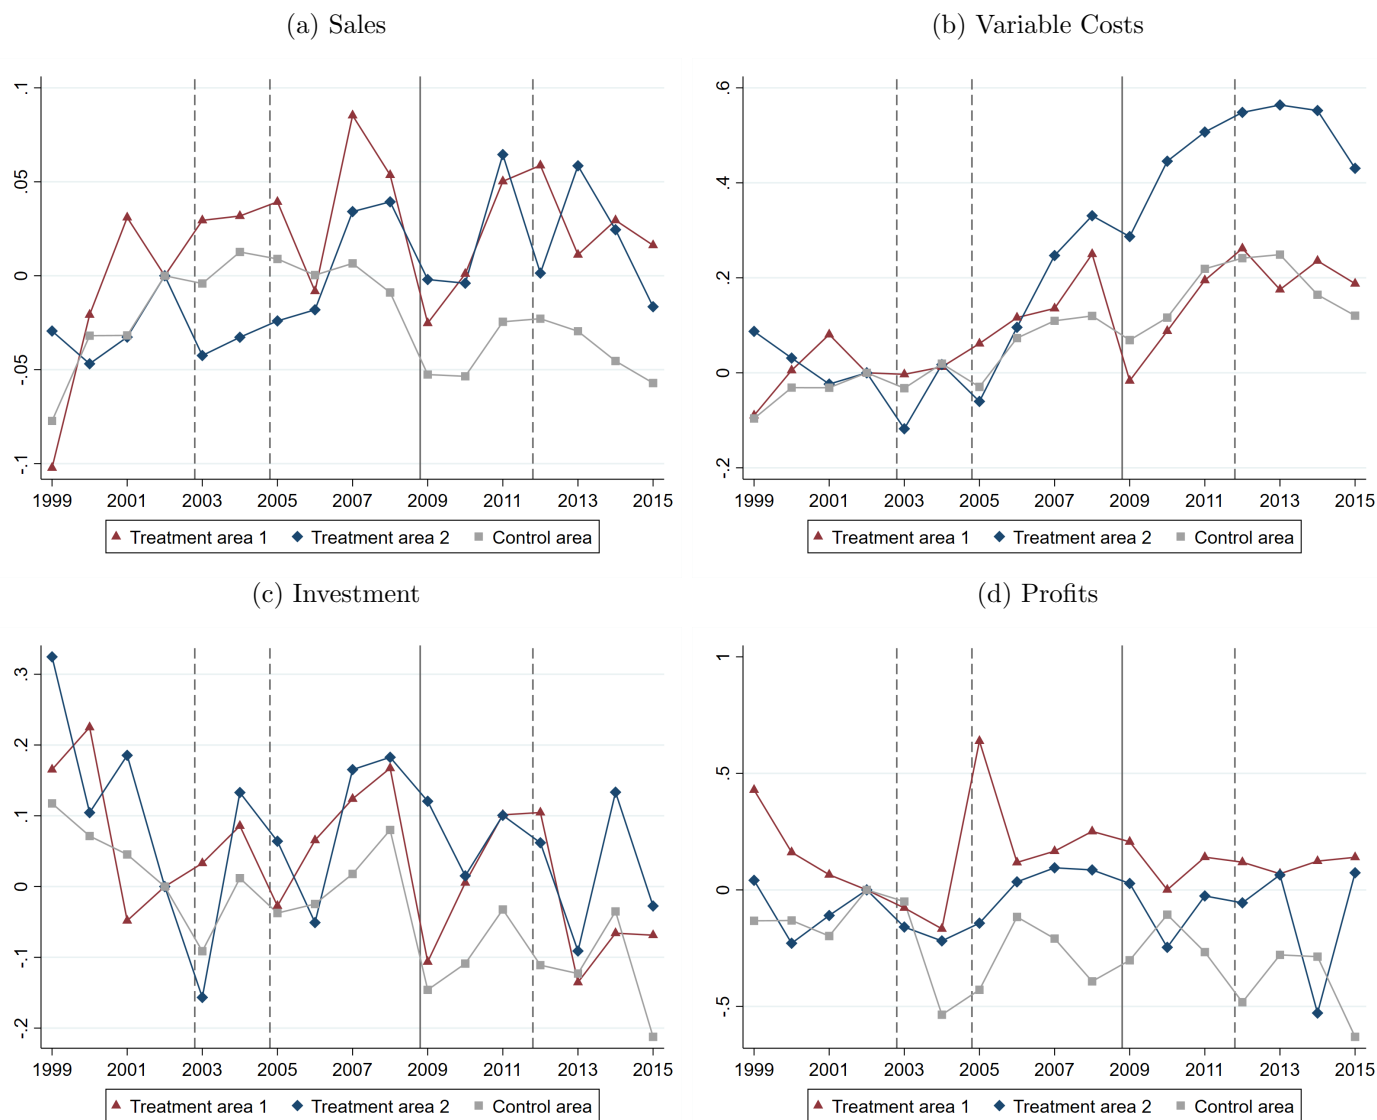 (a) Sales
.1
.05
0
-.05
-.1
1999 2001 2003 2005 2007 2009 2011 2013 2015
Treatment area 1 Treatment area 2 Control area
(b) Variable Costs
.6
.4
.2
0
-.2
1999 2001 2003 2005 2007 2009 2011 2013 2015
Treatment area 1 Treatment area 2 Control area
(c) Investment
.3
.2
.1
0
-.1
-.2
1999 2001 2003 2005 2007 2009 2011 2013 2015
Treatment area 1 Treatment area 2 Control area
(d) Profits
1
.5
0
-.5
1999 2001 2003 2005 2007 2009 2011 2013 2015
Treatment area 1 Treatment area 2 Control area